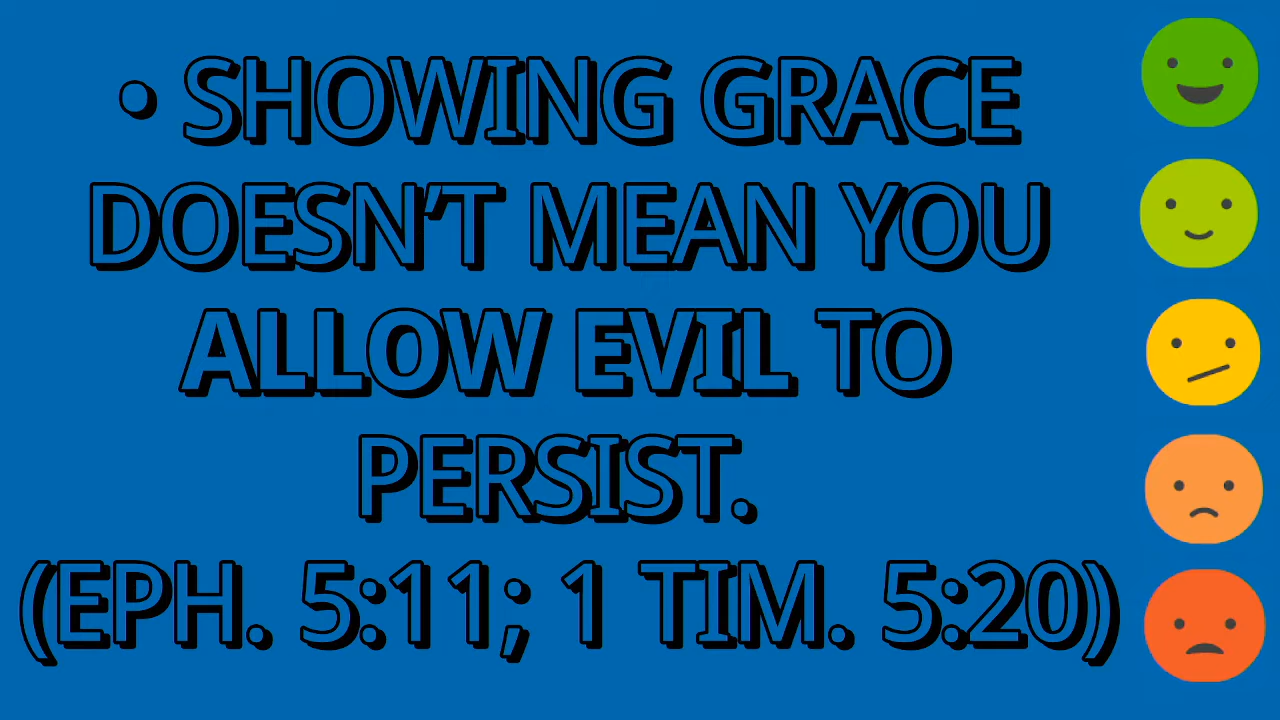 • SHOWING GRACE
DOESN’T MEAN YOU
ALLOW EVIL TO
PERSIST.
(EPH. 5:11; 1 TIM. 5:20)